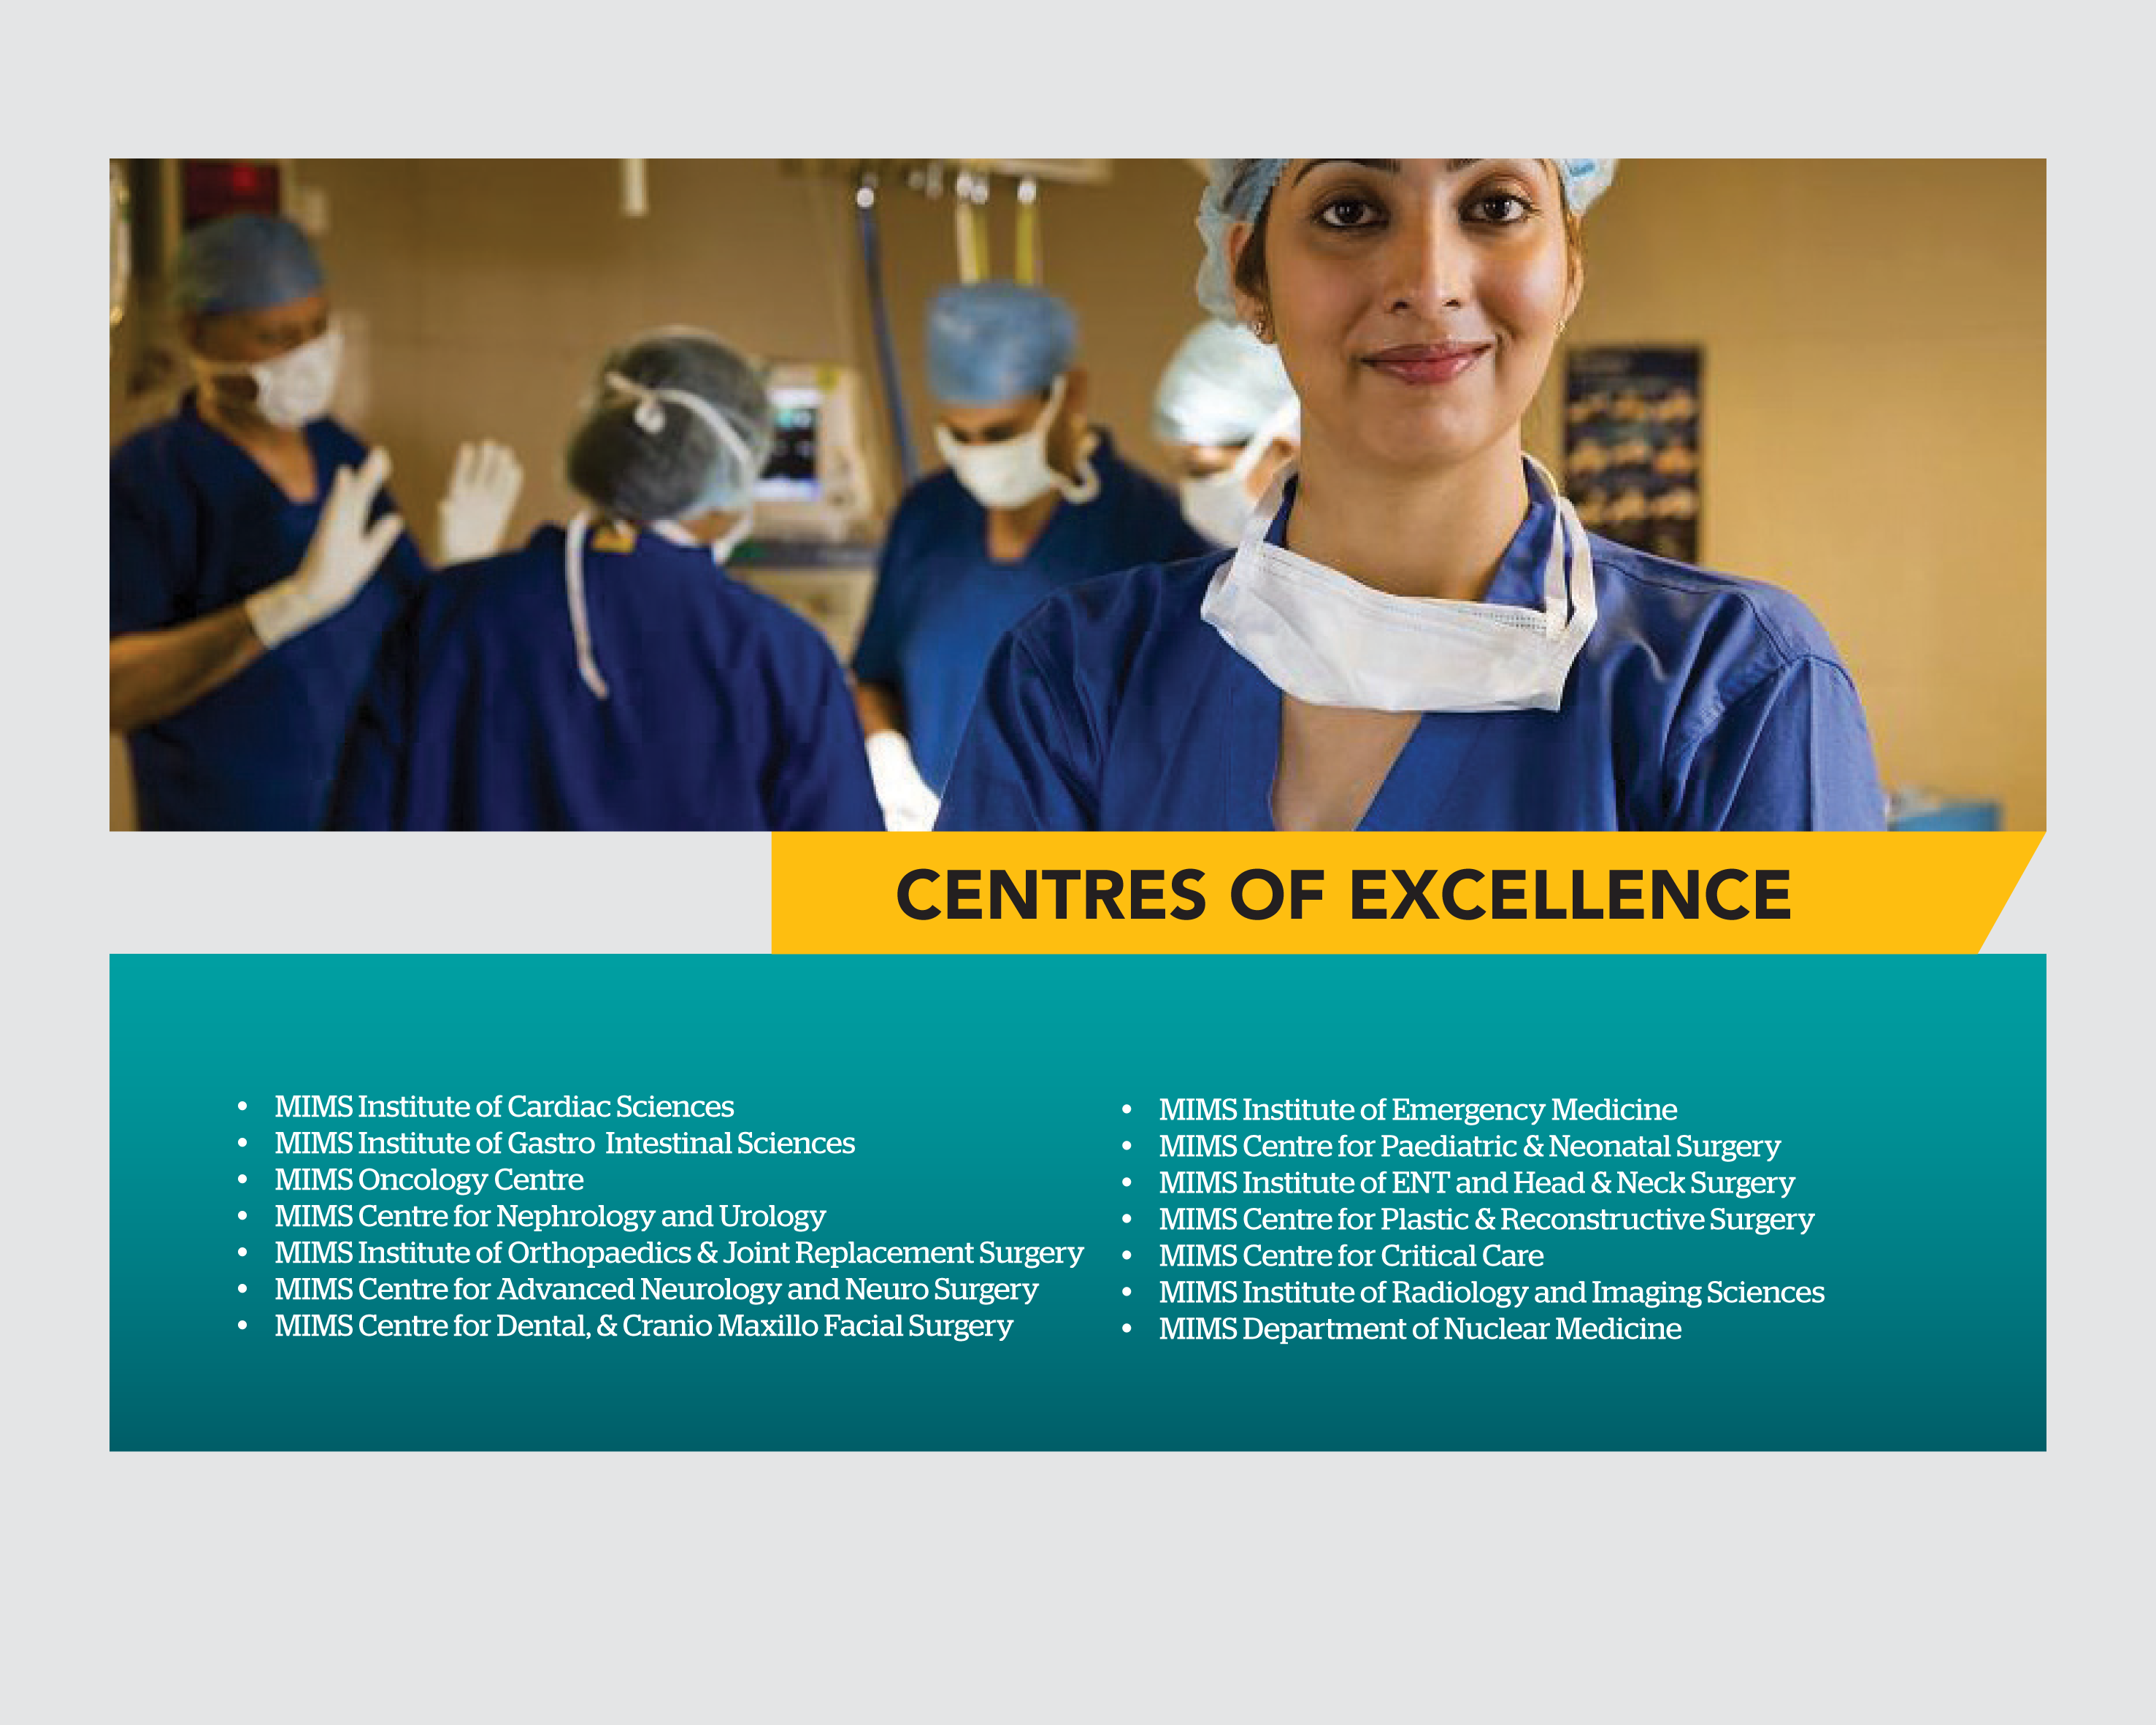 CENTRES OF EXCELLENCE
• MIMS Institute of Cardiac Sciences
• MIMS Institute of Gastro Intestinal Sciences
• MIMS Oncology Centre
• MIMS Centre for Nephrology and Urology
• MIMS Institute of Orthopaedics & Joint Replacement Surgery
• MIMS Centre for Advanced Neurology and Neuro Surgery
• MIMS Centre for Dental, & Cranio Maxillo Facial Surgery
• MIMS Institute of Emergency Medicine
• MIMS Centre for Paediatric & Neonatal Surgery
• MIMS Institute of ENT and Head & Neck Surgery
• MIMS Centre for Plastic & Reconstructive Surgery
• MIMS Centre for Critical Care
• MIMS Institute of Radiology and Imaging Sciences
• MIMS Department of Nuclear Medicine